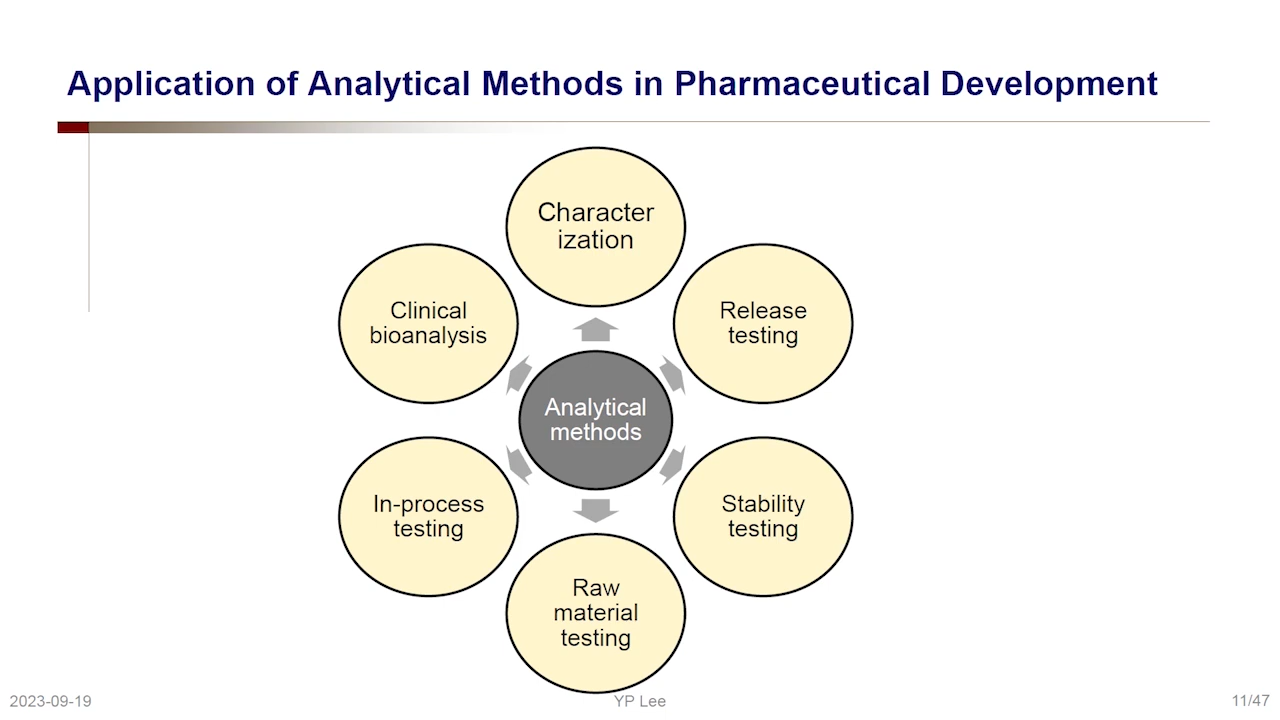 Application of Analytical Methods in Pharmaceutical Development
Character
ization
Release
testing
Stability
testing
Raw
material
testing
In-process
testing
Clinical
bioanalysis
Analytical
methods
2023-09-19
YP Lee
11/47